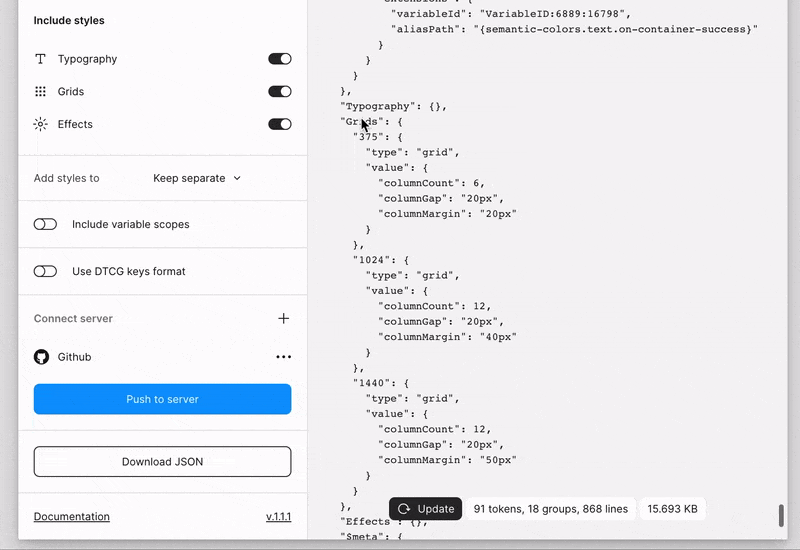 Include styles
Typography
Grids
Effects
Add styles to
Keep separate
Include variable scopes
Use DTCG keys format
Connect server
Github
Push to server
Download JSON
Documentation
v.1.1.1
"variableId": "VariableID:6889:16798",
"aliasPath": "{semantic-colors.text.on-container-success}"
}
}
}
},
"Typography": {},
"Grids": {
"375": {
"type": "grid",
"value": {
"columnCount": 6,
"columnGap": "20px",
"columnMargin": "20px"
}
},
"1024": {
"type": "grid",
"value": {
"columnCount": 12,
"columnGap": "20px",
"columnMargin": "40px"
}
},
"1440": {
"type": "grid",
"value": {
"columnCount": 12,
"columnGap": "20px",
"columnMargin": "50px"
}
}
},
"Effects": {},
"$meta": {
Update
91 tokens, 18 groups, 868 lines
15.693 KB